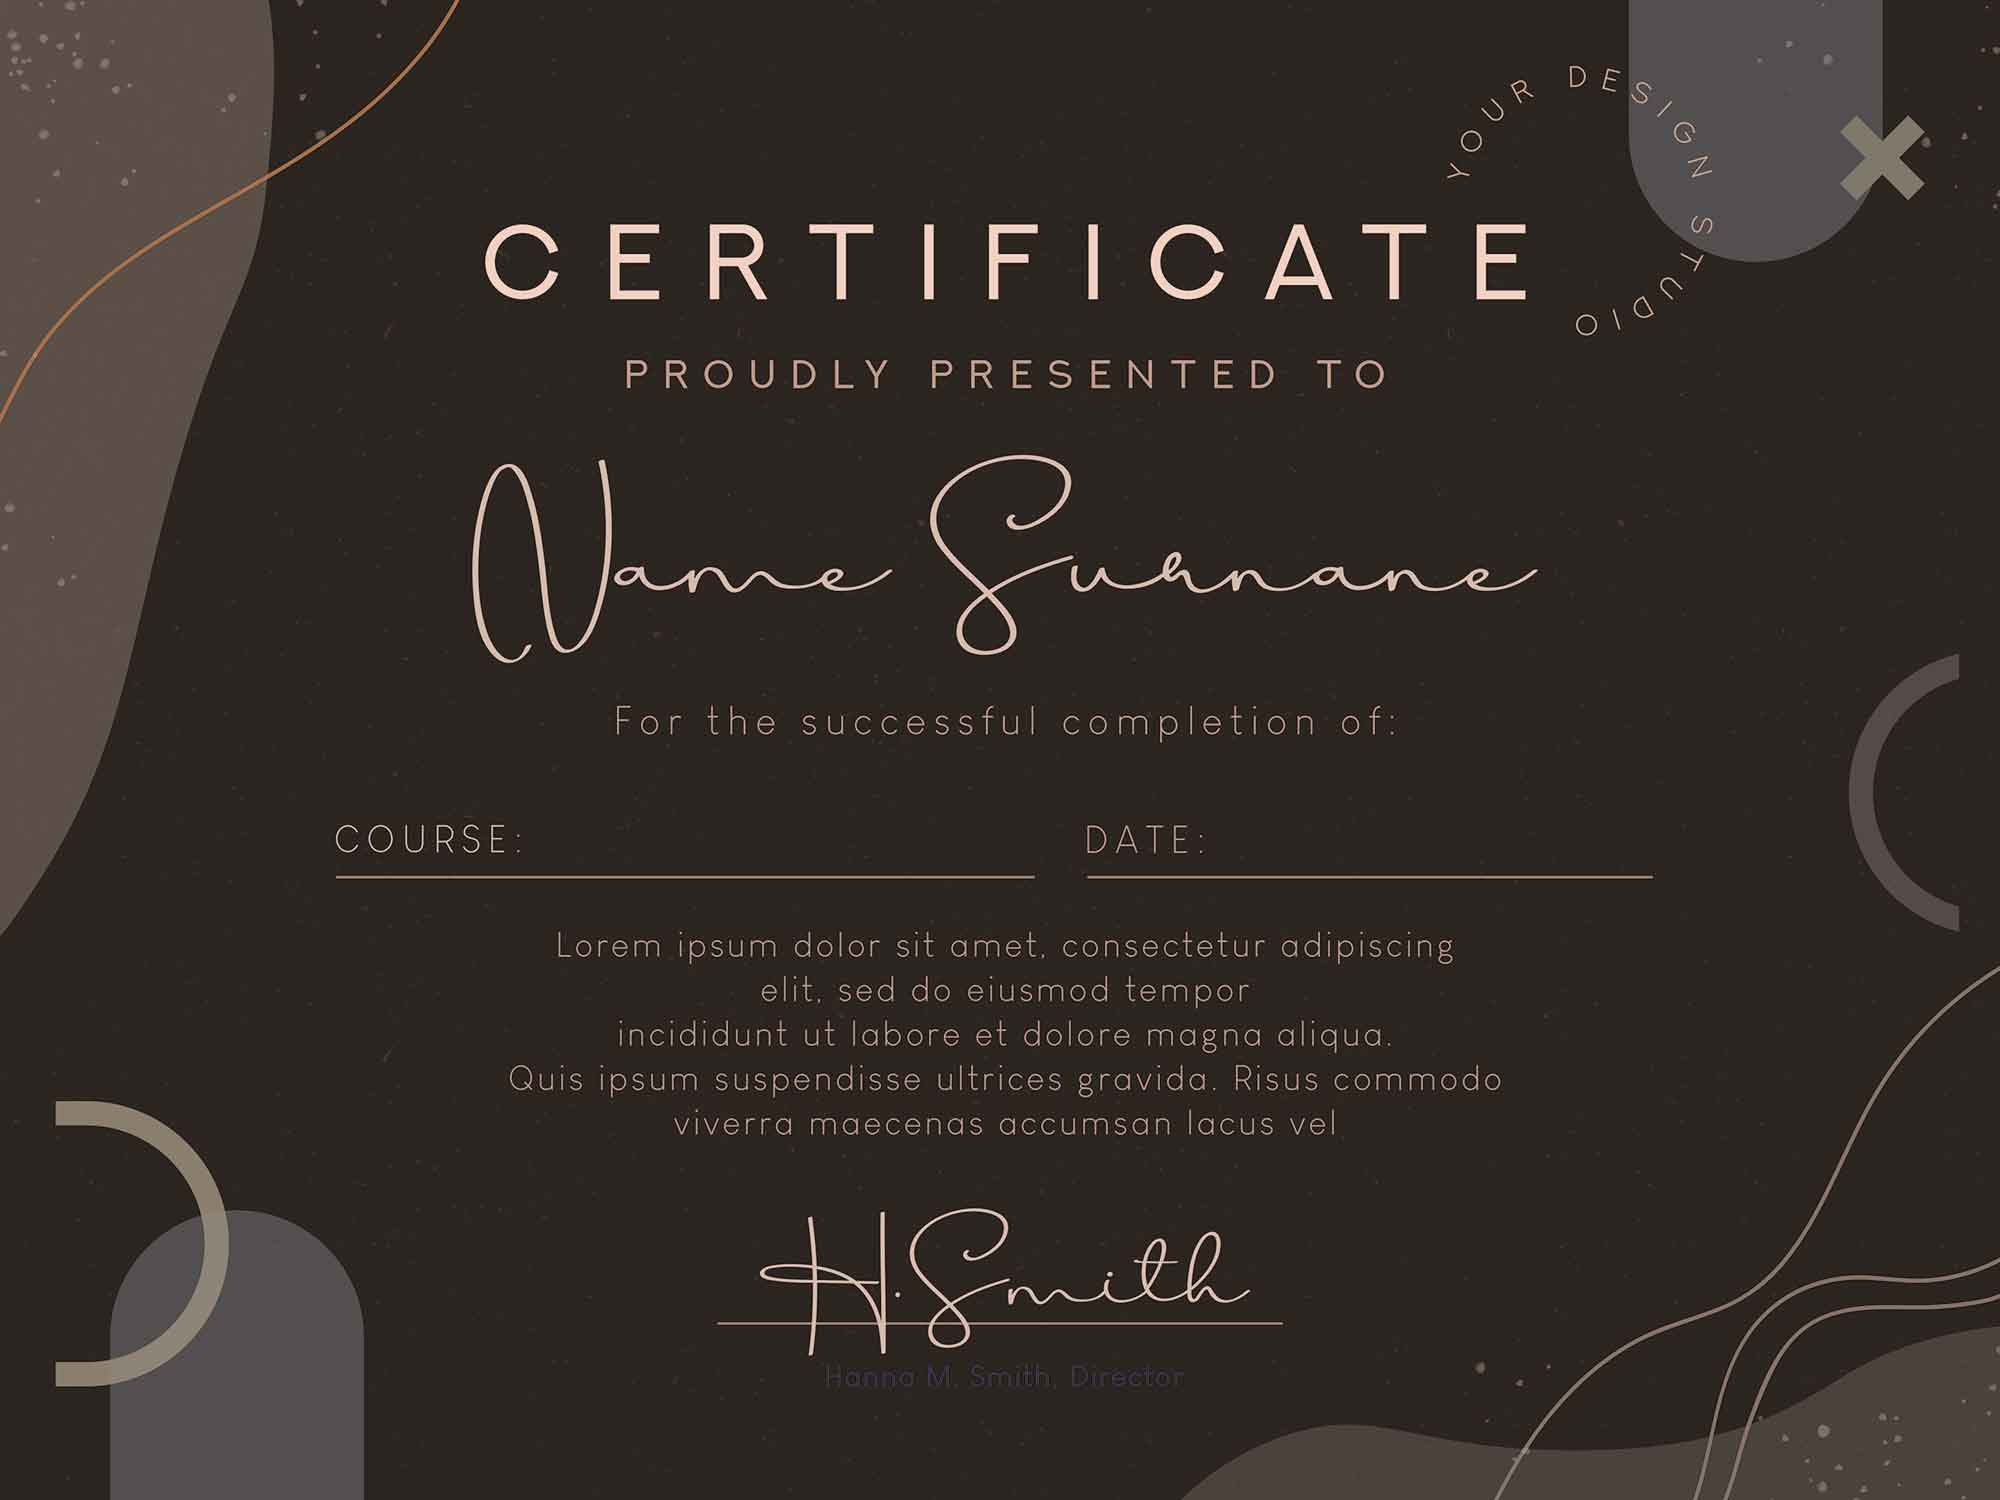 YOUR DESIGN STUDIO
CERTIFICATE
PROUDLY PRESENTED TO
Name Surnane
For the successful completion of:
COURSE:
DATE:
Lorem ipsum dolor sit amet, consectetur adipiscing
elit, sed do eiusmod tempor
incididunt ut labore et dolore magna aliqua.
Quis ipsum suspendisse ultrices gravida. Risus commodo
viverra maecenas accumsan lacus vel
H.Smith
Hanna M. Smith, Director